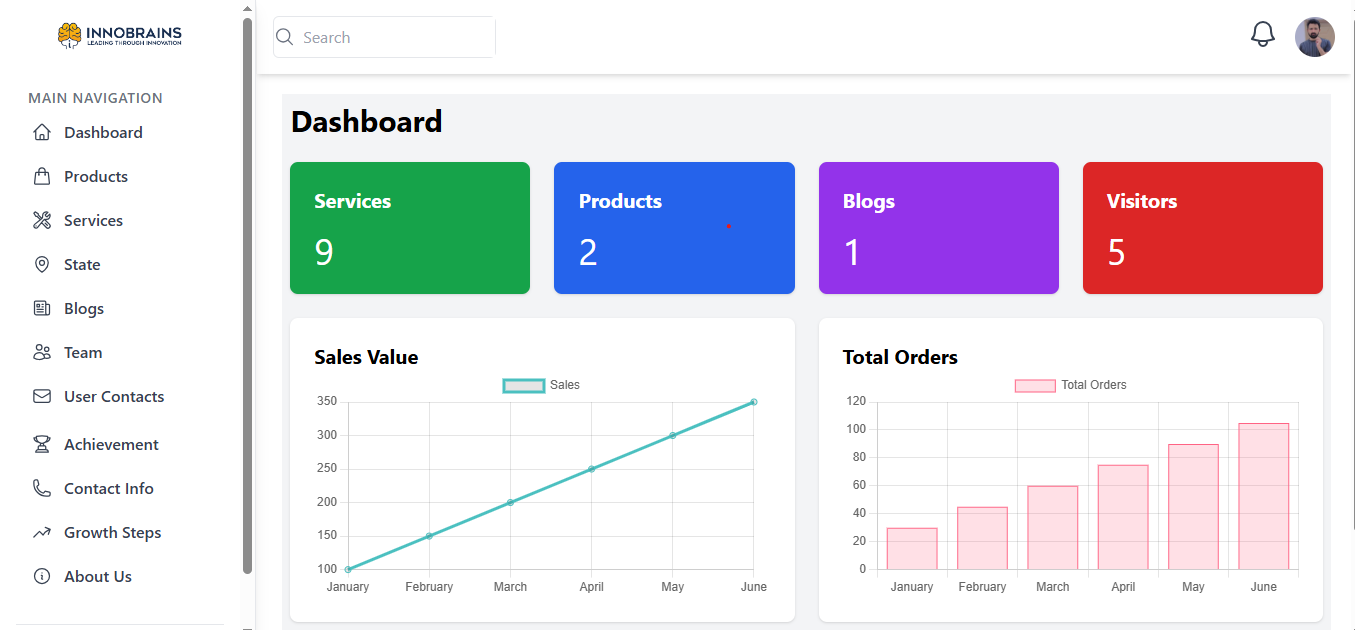 INNOBRAINS
LEADING THROUGH INNOVATION
MAIN NAVIGATION
Dashboard
Products
Services
State
Blogs
Team
User Contacts
Achievement
Contact Info
Growth Steps
About Us
Search
Dashboard
Services
9
Products
2
Blogs
1
Visitors
5
Sales Value
Sales
350
300
250
200
150
100
January February March April May June
Total Orders
Total Orders
120
100
80
60
40
20
0
January February March April May June